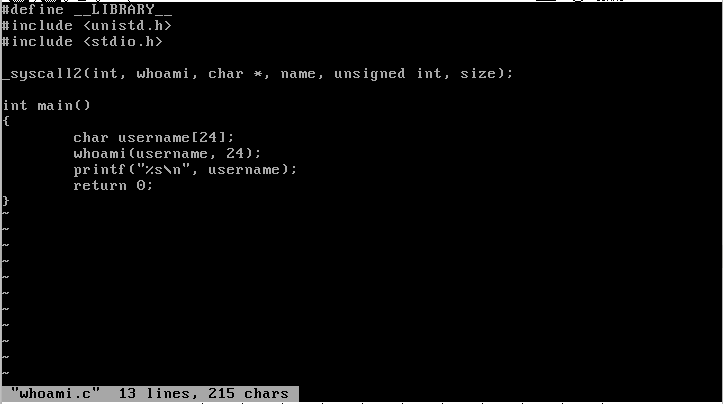 #define __LIBRARY__
#include <unistd.h>
#include <stdio.h>
_syscall2(int, whoami, char *, name, unsigned int, size);
int main()
{
        char username[24];
        whoami(username, 24);
        printf("%s\n", username);
        return 0;
}
~
~
~
~
~
~
~
~
~
~
~
"whoami.c"  13 lines, 215 chars